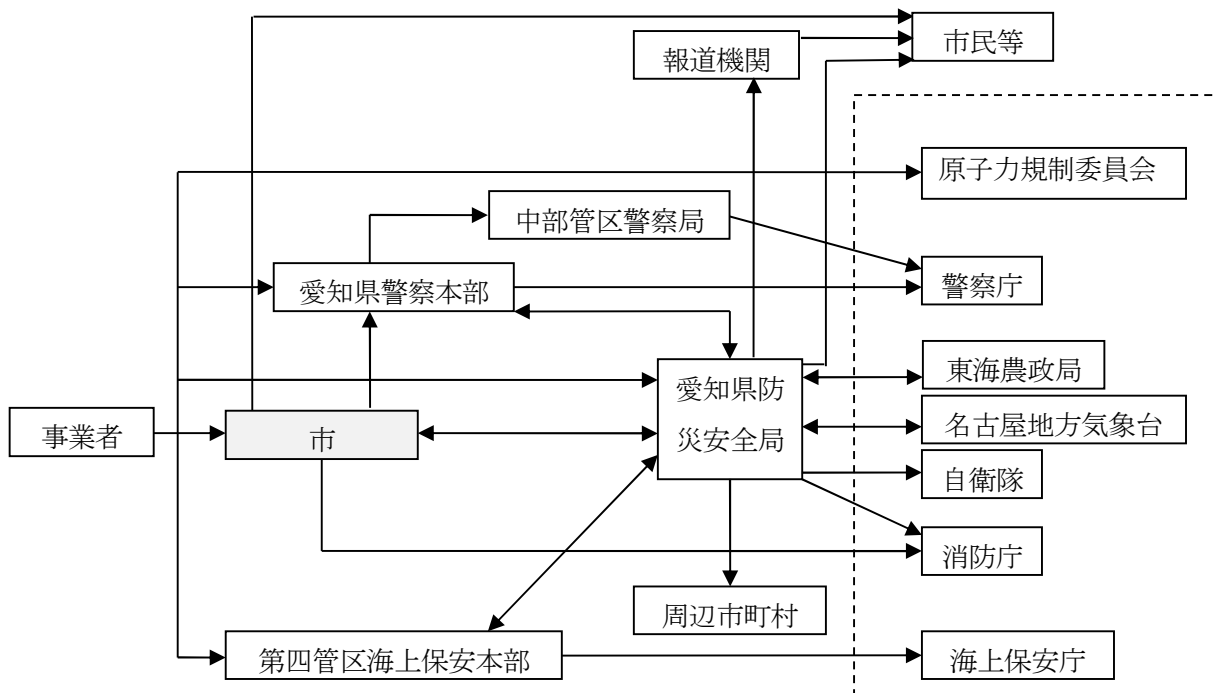 市民等
報道機関
原子力規制委員会
中部管区警察局
警察庁
愛知県警察本部
東海農政局
愛知県防
災安全局
名古屋地方気象台
事業者
市
自衛隊
消防庁
周辺市町村
第四管区海上保安本部
海上保安庁